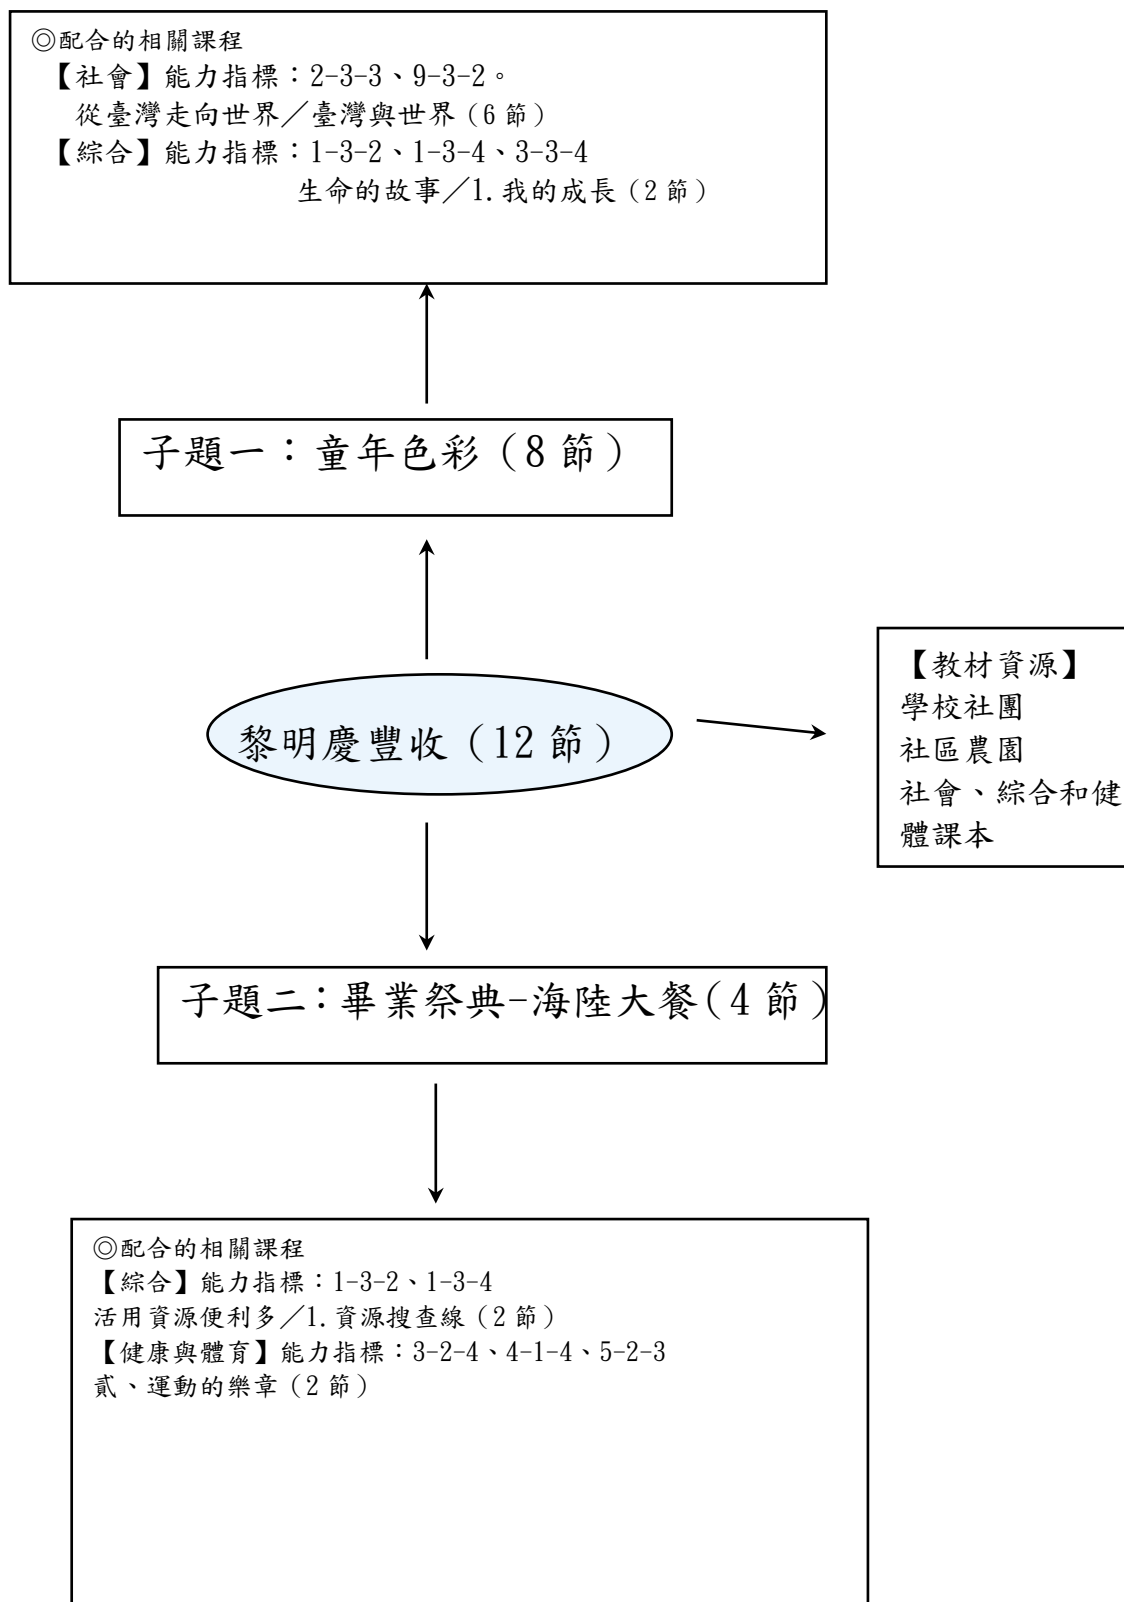 ◎配合的相關課程
【社會】能力指標：2-3-3、9-3-2。
從臺灣走向世界／臺灣與世界（6 節）
【綜合】能力指標：1-3-2、1-3-4、3-3-4
生命的故事／1.我的成長（2 節）
子題一：童年色彩（8 節）
黎明慶豐收（12 節）
【教材資源】
學校社團
社區農園
社會、綜合和健
體課本
子題二：畢業祭典-海陸大餐（4 節）
◎配合的相關課程
【綜合】能力指標：1-3-2、1-3-4
活用資源便利多／1.資源搜查線（2 節）
【健康與體育】能力指標：3-2-4、4-1-4、5-2-3
貳、運動的樂章（2 節）